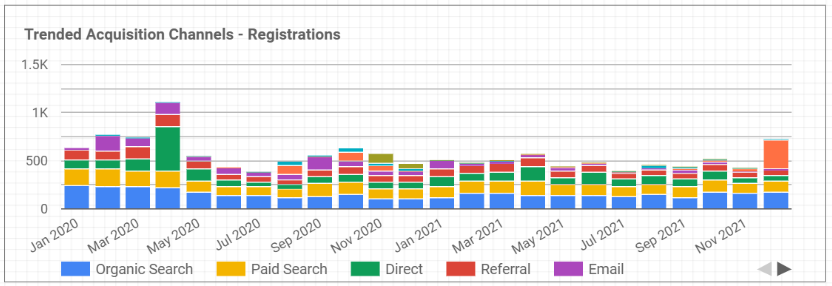 Trended Acquisition Channels - Registrations
1.5K
1K
500
0
Jan 2020
Mar 2020
May 2020
Jul 2020
Sep 2020
Nov 2020
Jan 2021
Mar 2021
May 2021
Jul 2021
Sep 2021
Nov 2021
Organic Search
Paid Search
Direct
Referral
Email